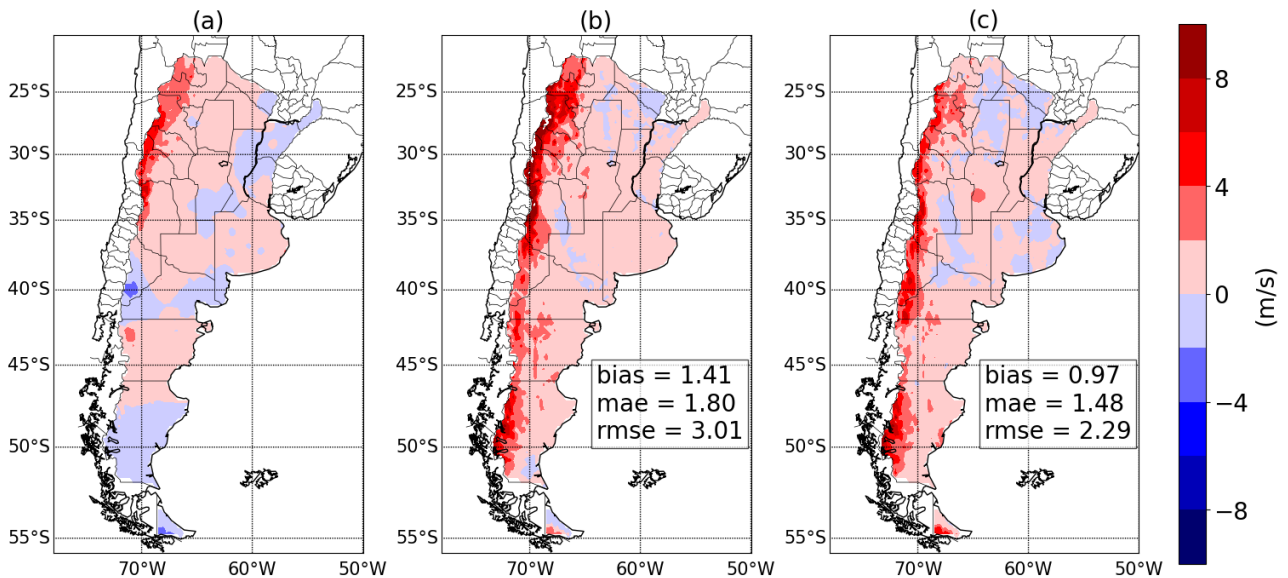 (a) (b) (c)
25°S 25°S 25°S
30°S 30°S 30°S
35°S 35°S 35°S
40°S 40°S 40°S
45°S 45°S 45°S
50°S 50°S 50°S
55°S 55°S 55°S
70°W 60°W 50°W 70°W 60°W 50°W 70°W 60°W 50°W
bias = 1.41
mae = 1.80
rmse = 3.01
bias = 0.97
mae = 1.48
rmse = 2.29
8
4
0
−4
−8
(m/s)